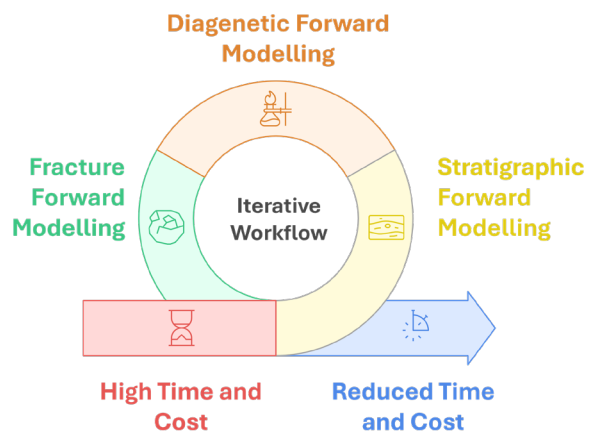 Diagenetic Forward
Modelling
Fracture
Forward
Modelling
Stratigraphic
Forward
Modelling
Iterative
Workflow
High Time and
Cost
Reduced Time
and Cost